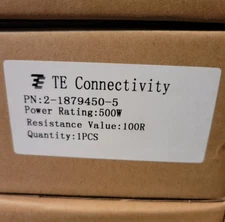 TE Connectivity
PN:2-1879450-5
Power Rating:500W
Resistance Value:100R
Quantity:1PCS